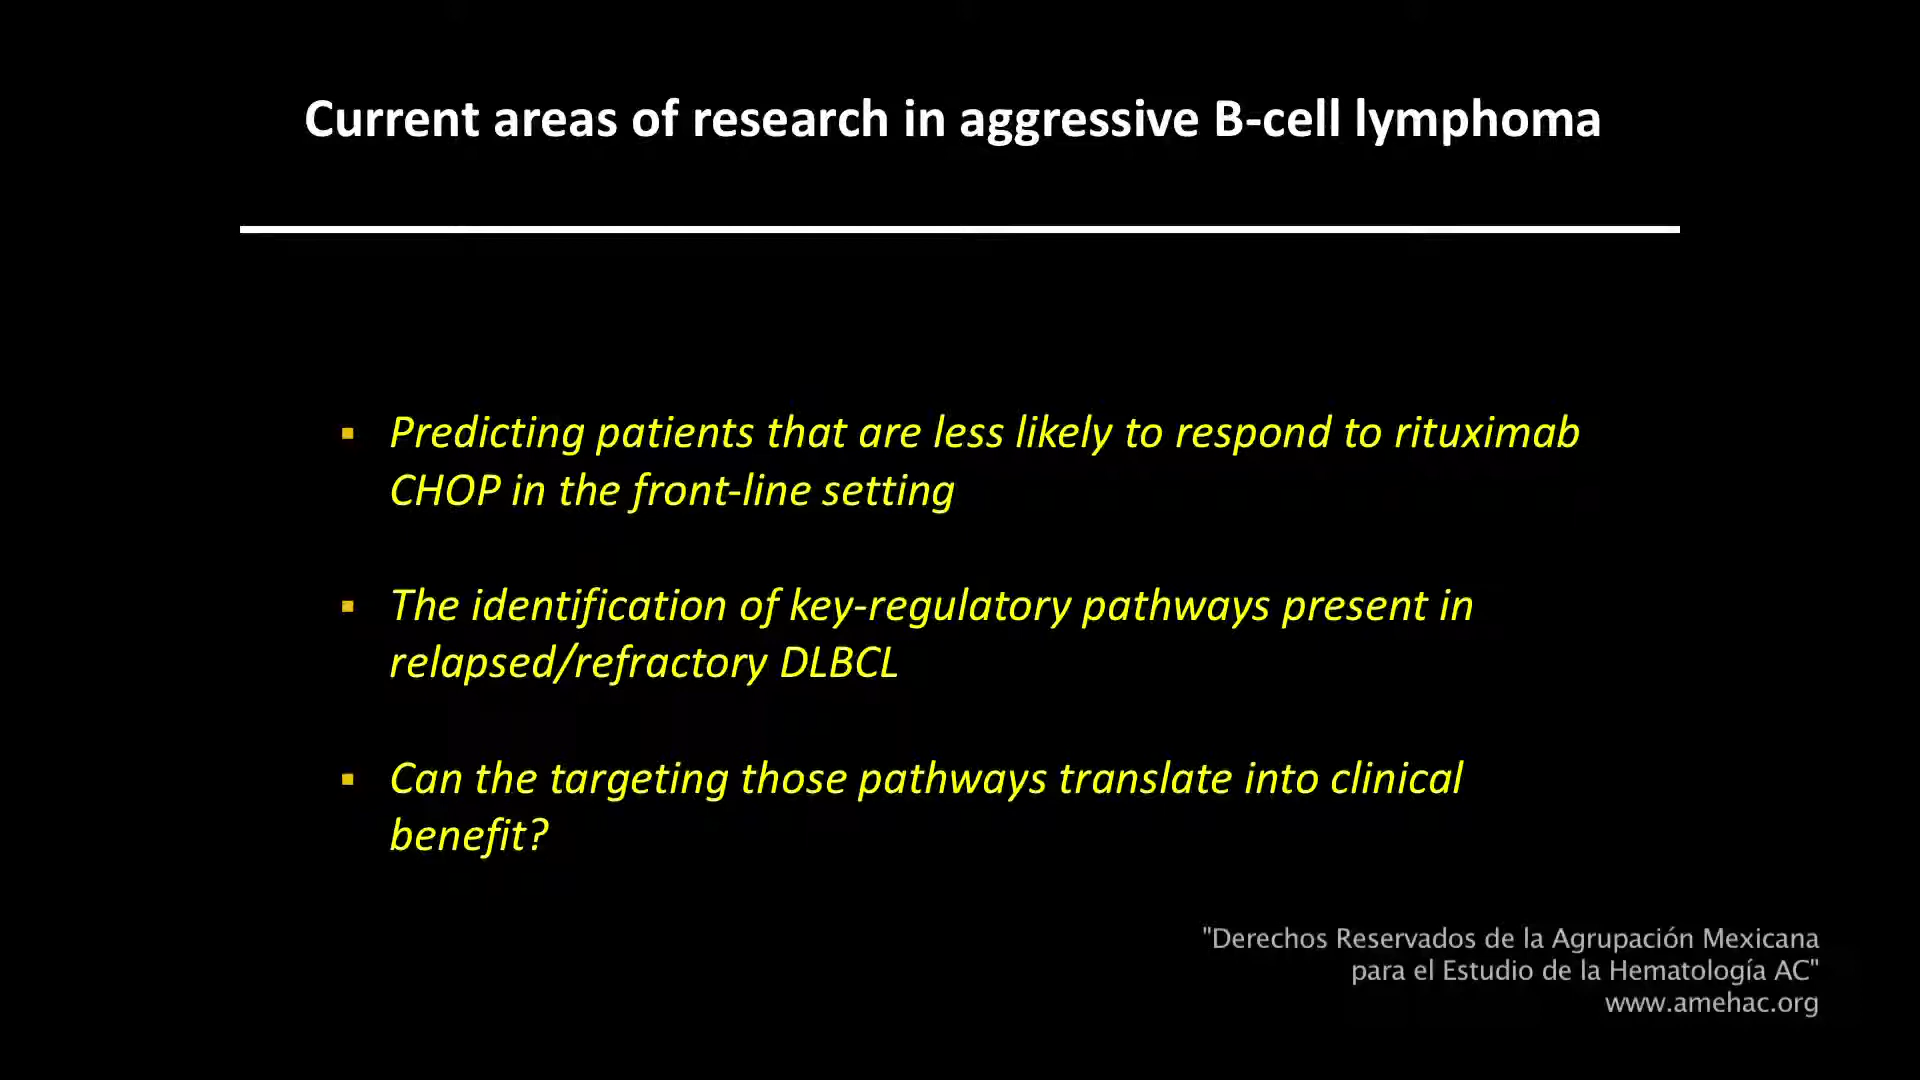 Current areas of research in aggressive B-cell lymphoma
▪ Predicting patients that are less likely to respond to rituximab
CHOP in the front-line setting
▪ The identification of key-regulatory pathways present in
relapsed/refractory DLBCL
▪ Can the targeting those pathways translate into clinical
benefit?
"Derechos Reservados de la Agrupación Mexicana
para el Estudio de la Hematología AC"
www.amehac.org